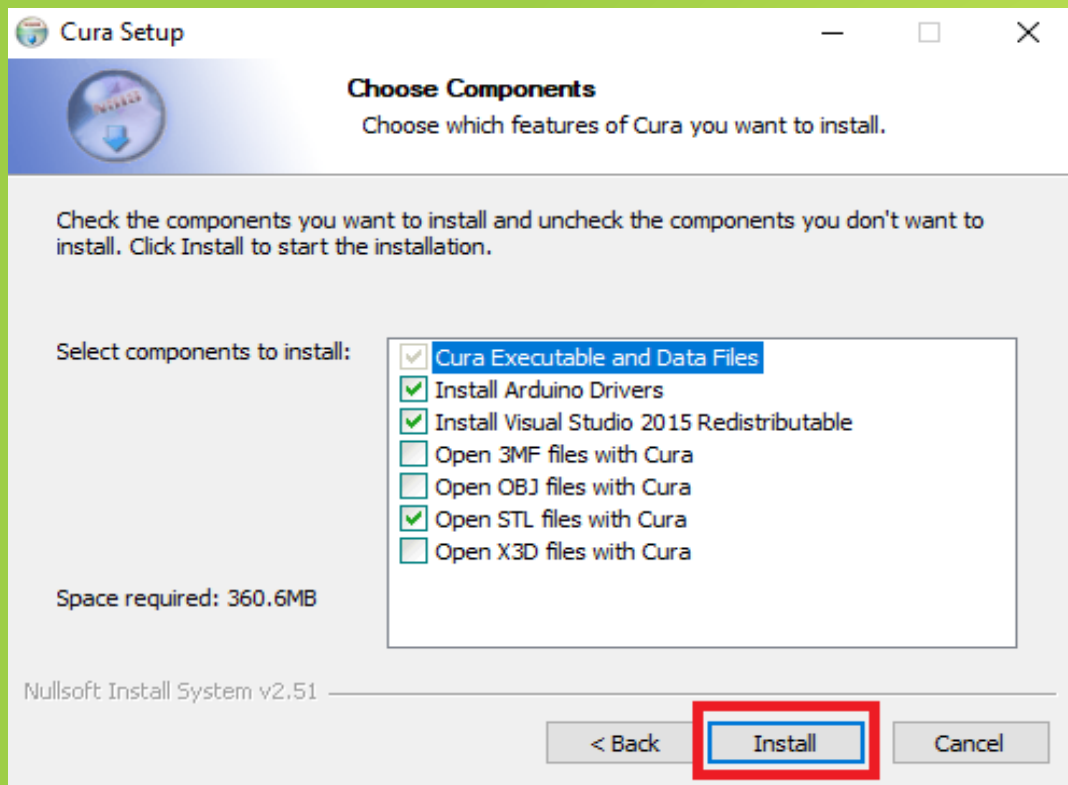 Cura Setup
Choose Components
Choose which features of Cura you want to install.
Check the components you want to install and uncheck the components you don't want to
install. Click Install to start the installation.
Select components to install:
Cura Executable and Data Files
Install Arduino Drivers
Install Visual Studio 2015 Redistributable
Open 3MF files with Cura
Open OBJ files with Cura
Open STL files with Cura
Open X3D files with Cura
Space required: 360.6MB
Nullsoft Install System v2.51
< Back
Install
Cancel